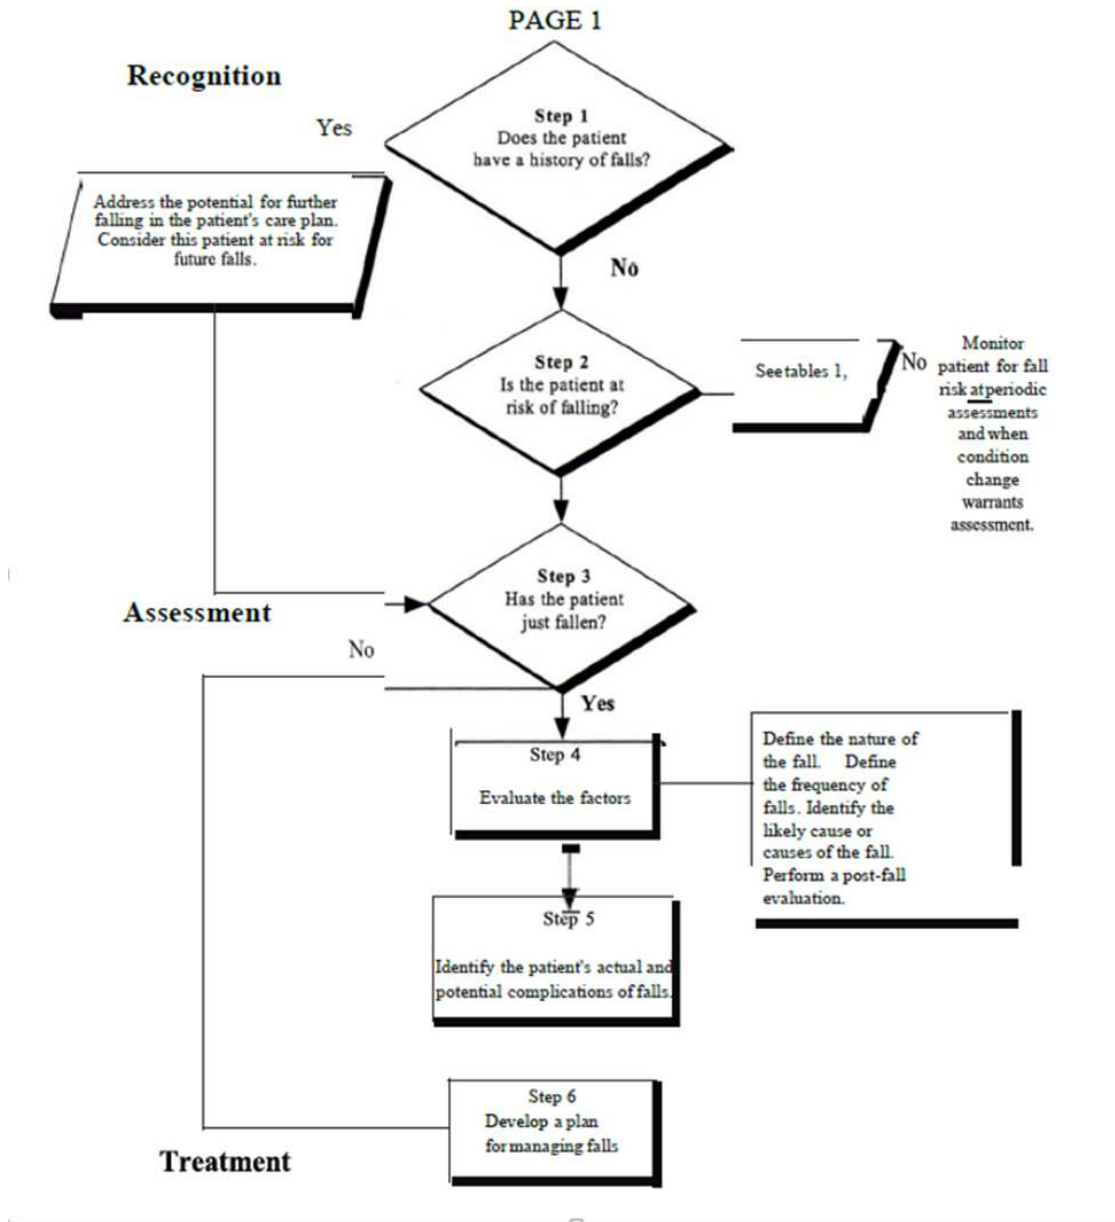 PAGE 1
Recognition
Yes
Step 1
Does the patient
have a history of falls?
Address the potential for further
falling in the patient's care plan.
Consider this patient at risk for
future falls.
No
Step 2
Is the patient at
risk of falling?
See tables 1,
No
Monitor
patient for fall
risk at periodic
assessments
and when
condition
change
warrants
assessment.
Step 3
Has the patient
just fallen?
Assessment
No
Yes
Step 4
Evaluate the factors
Define the nature of
the fall. Define
the frequency of
falls. Identify the
likely cause or
causes of the fall.
Perform a post-fall
evaluation.
Step 5
Identify the patient's actual and
potential complications of falls.
Step 6
Develop a plan
for managing falls
Treatment